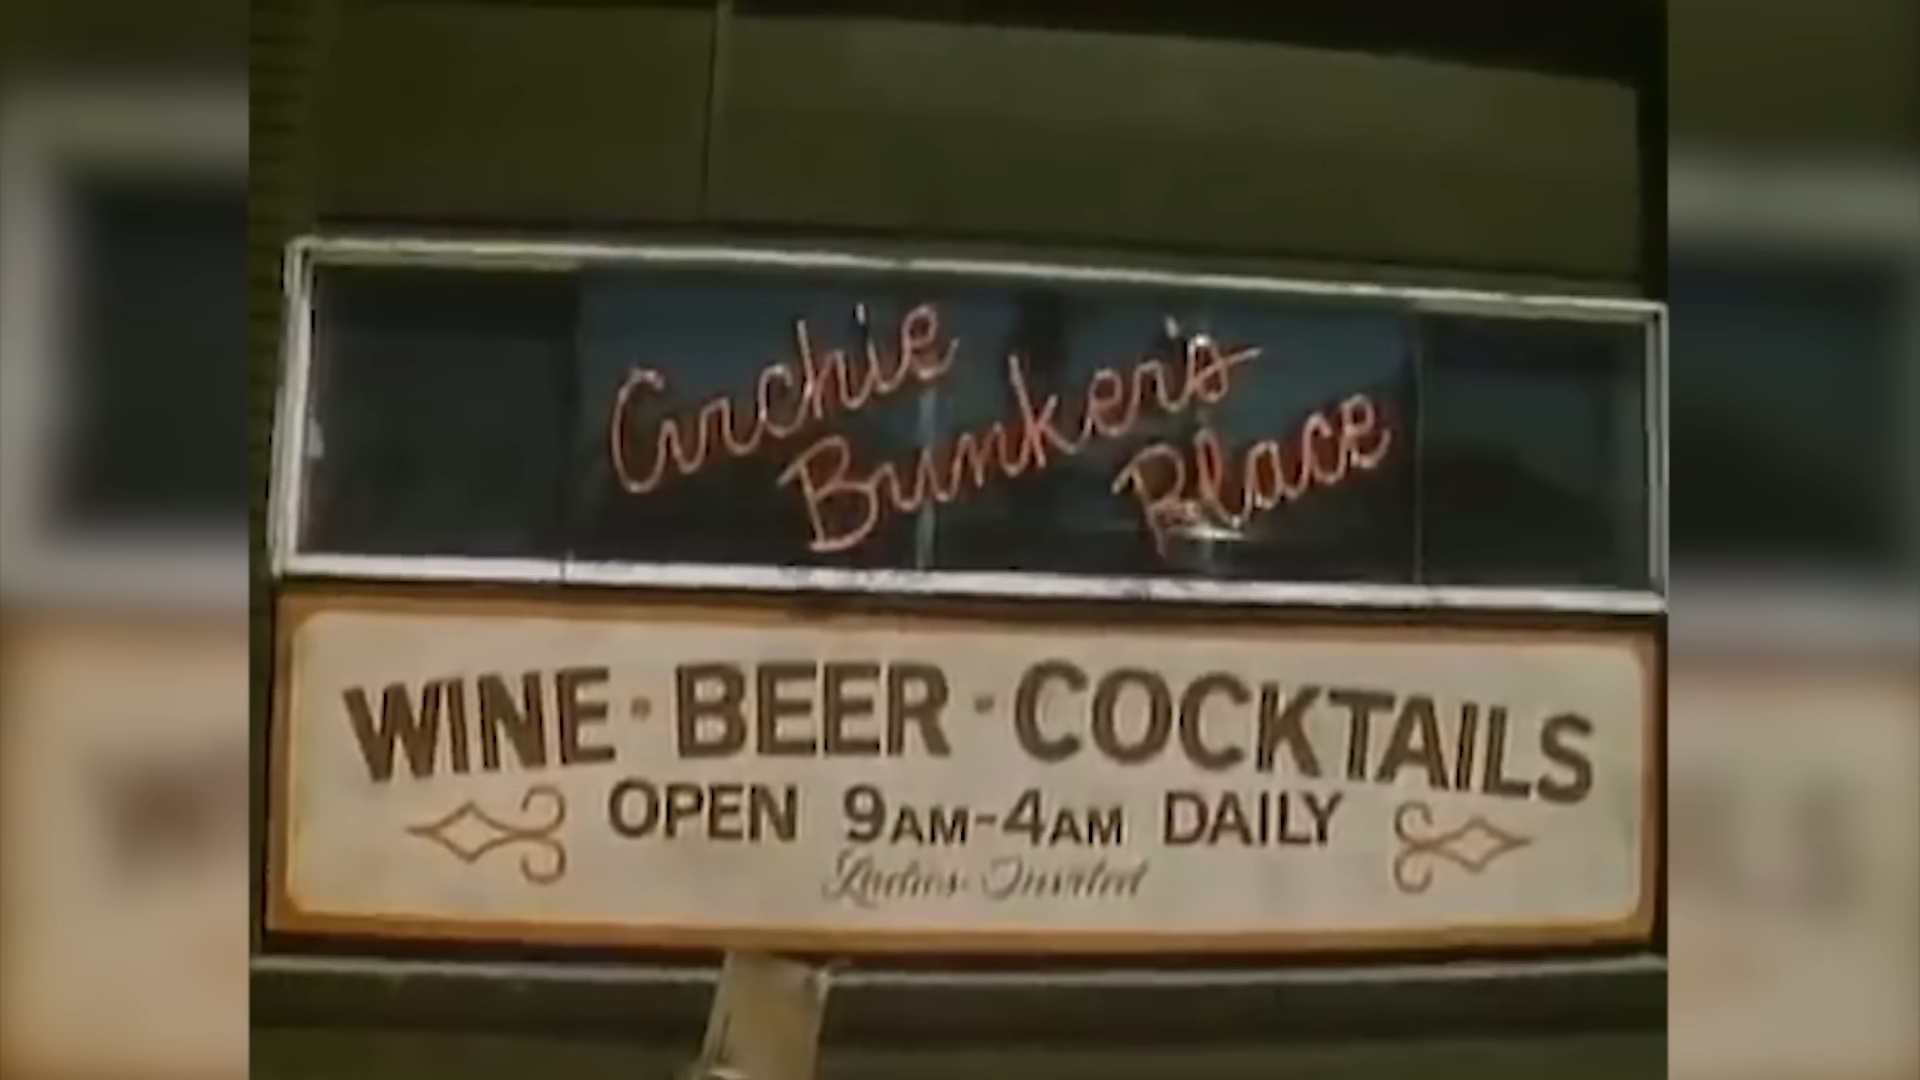 Archie
Bunker's
Place
WINE · BEER · COCKTAILS
OPEN 9AM-4AM DAILY
Ladies Invited